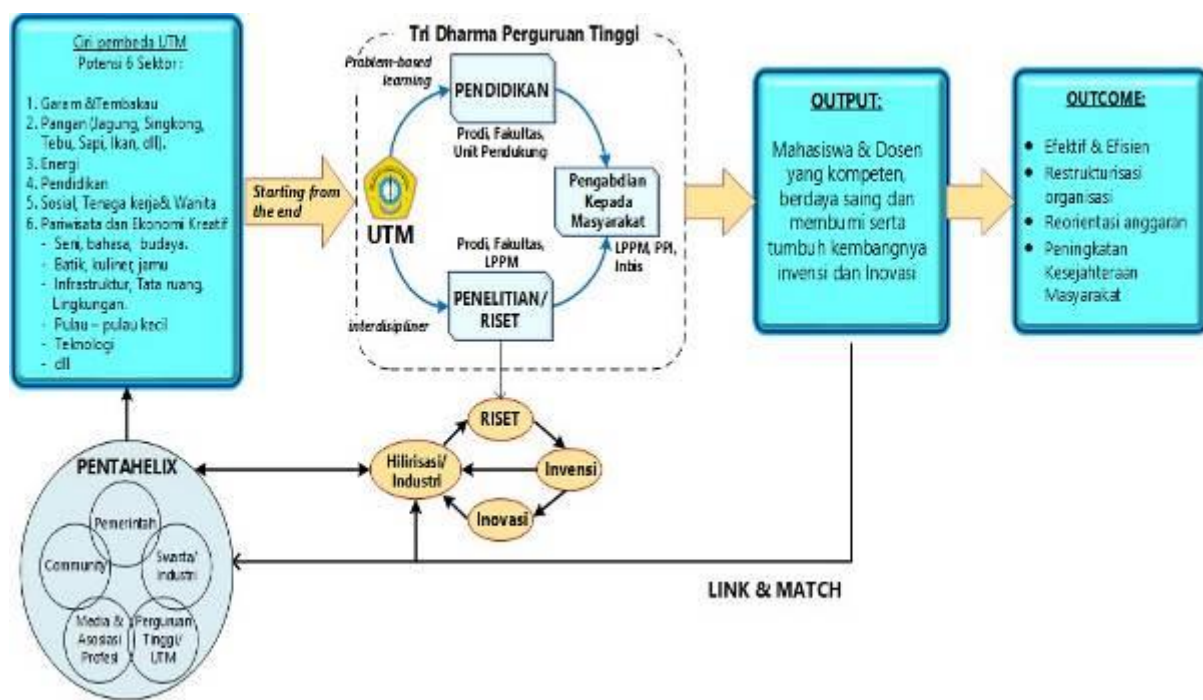 Ciri pembeda UTM
Potensi 6 Sektor :
1. Garam &Tembakau
2. Pangan (Jagung, Singkong,
Tebu, Sapi, Ikan, dll).
3. Energi
4. Pendidikan
5. Sosial, Tenaga kerja& Wanita
6. Pariwisata dan Ekonomi Kreatif
- Seni, bahasa, budaya.
- Batik, kuliner, jamu
- Infrastruktur, Tata ruang,
Lingkungan.
- Pulau – pulau kecil
- Teknologi
- dll
Starting from
the end
Tri Dharma Perguruan Tinggi
Problem-based
learning
PENDIDIKAN
Prodi, Fakultas,
Unit Pendukung
UTM
Pengabdian
Kepada
Masyarakat
LPPM, PPI,
Inbis
Prodi, Fakultas,
LPPM
PENELITIAN/
RISET
interdisipliner
OUTPUT:
Mahasiswa & Dosen
yang kompeten,
berdaya saing dan
membumi serta
tumbuh kembangnya
invensi dan Inovasi
OUTCOME:
• Efektif & Efisien
• Restrukturisasi
organisasi
• Reorientasi anggaran
• Peningkatan
Kesejahteraan
Masyarakat
RISET
Hilirisasi/
Industri
Invensi
Inovasi
PENTAHELIX
Pemerintah
Community
Swasta/
Industri
Media &
Asosiasi
Profesi
Perguruan
Tinggi/
UTM
LINK & MATCH